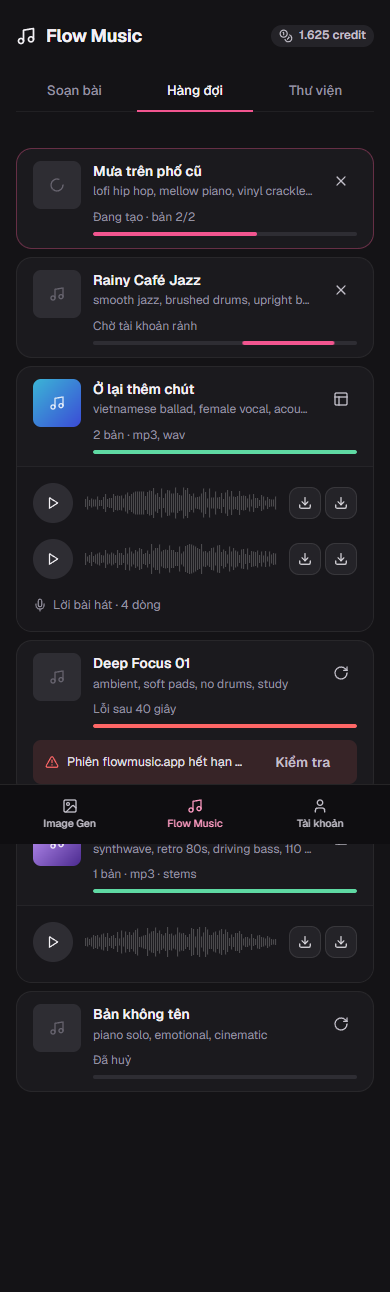 Flow Music
1.625 credit
Soạn bài
Hàng đợi
Thư viện
Mưa trên phố cũ
lofi hip hop, mellow piano, vinyl crackle...
Đang tạo · bản 2/2
Rainy Café Jazz
smooth jazz, brushed drums, upright b...
Chờ tài khoản rảnh
Ở lại thêm chút
vietnamese ballad, female vocal, acou...
2 bản · mp3, wav
Lời bài hát · 4 dòng
Deep Focus 01
ambient, soft pads, no drums, study
Lỗi sau 40 giây
Phiên flowmusic.app hết hạn ...
Kiểm tra
Image Gen
Flow Music
Tài khoản
synthwave, retro 80s, driving bass, 110 ...
1 bản · mp3 · stems
Bản không tên
piano solo, emotional, cinematic
Đã huỷ